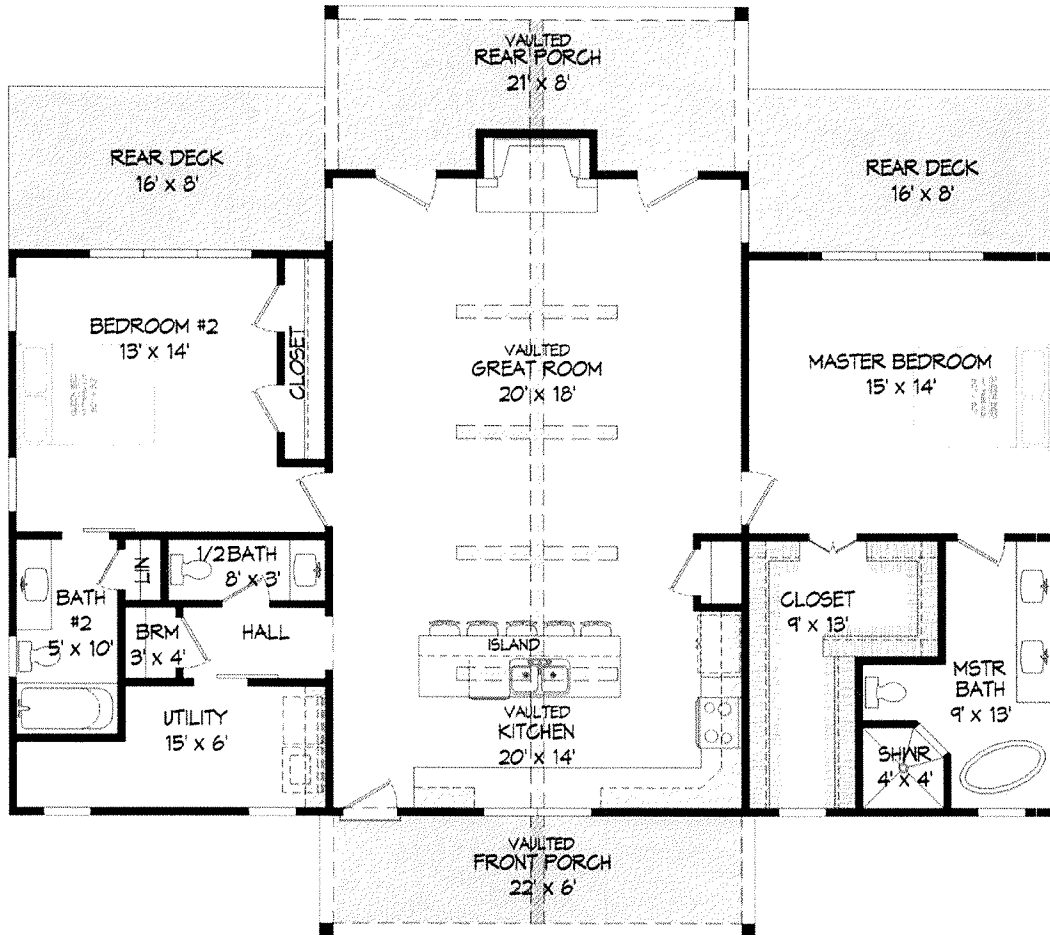 VAULTED
REAR PORCH
21' x 8'
REAR DECK
16' x 8'
REAR DECK
16' x 8'
BEDROOM #2
13' x 14'
CLOSET
VAULTED
GREAT ROOM
20' x 18'
MASTER BEDROOM
15' x 14'
1/2 BATH
8' x 3'
LIN
BATH
#2
5' x 10'
BRM
3' x 4'
HALL
ISLAND
CLOSET
9' x 13'
MSTR
BATH
9' x 13'
UTILITY
15' x 6'
VAULTED
KITCHEN
20' x 14'
SHWR
4' x 4'
VAULTED
FRONT PORCH
22' x 6'